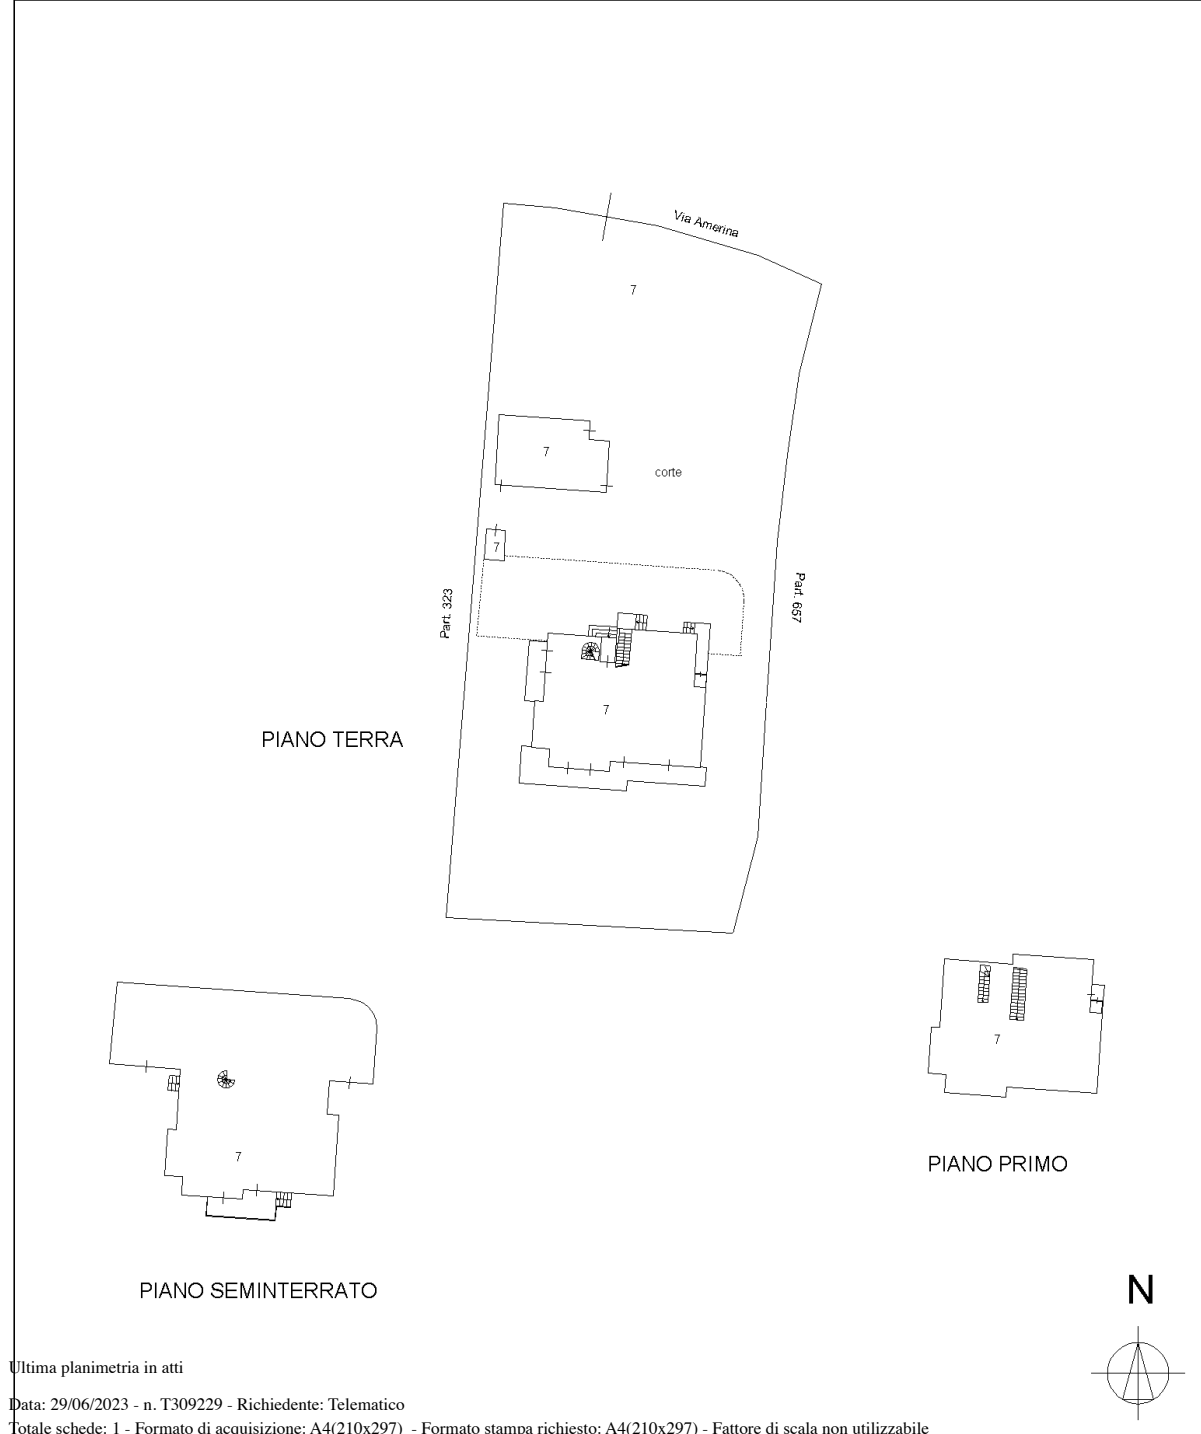 Via Amerina
7
7
corte
7
Part. 323
Part. 657
7
PIANO TERRA
7
PIANO PRIMO
7
PIANO SEMINTERRATO
N
Ultima planimetria in atti
Data: 29/06/2023 - n. T309229 - Richiedente: Telematico
Totale schede: 1 - Formato di acquisizione: A4(210x297) - Formato stampa richiesto: A4(210x297) - Fattore di scala non utilizzabile